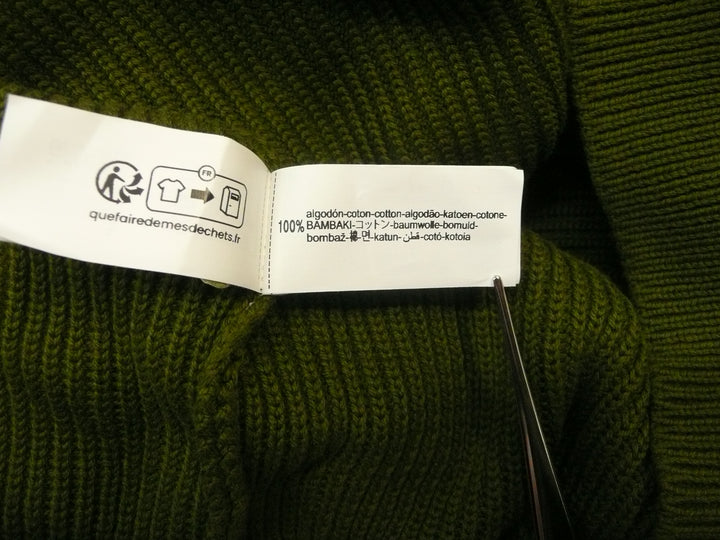 FR
quefairedemesdechets.fr
100%
algodón-coton-cotton-algodão-katoen-cotone-
BAMBAKI-コットン-baumwolle-bomuld-
bombaž-棉-면-katun-قطن-cotó-kotoia